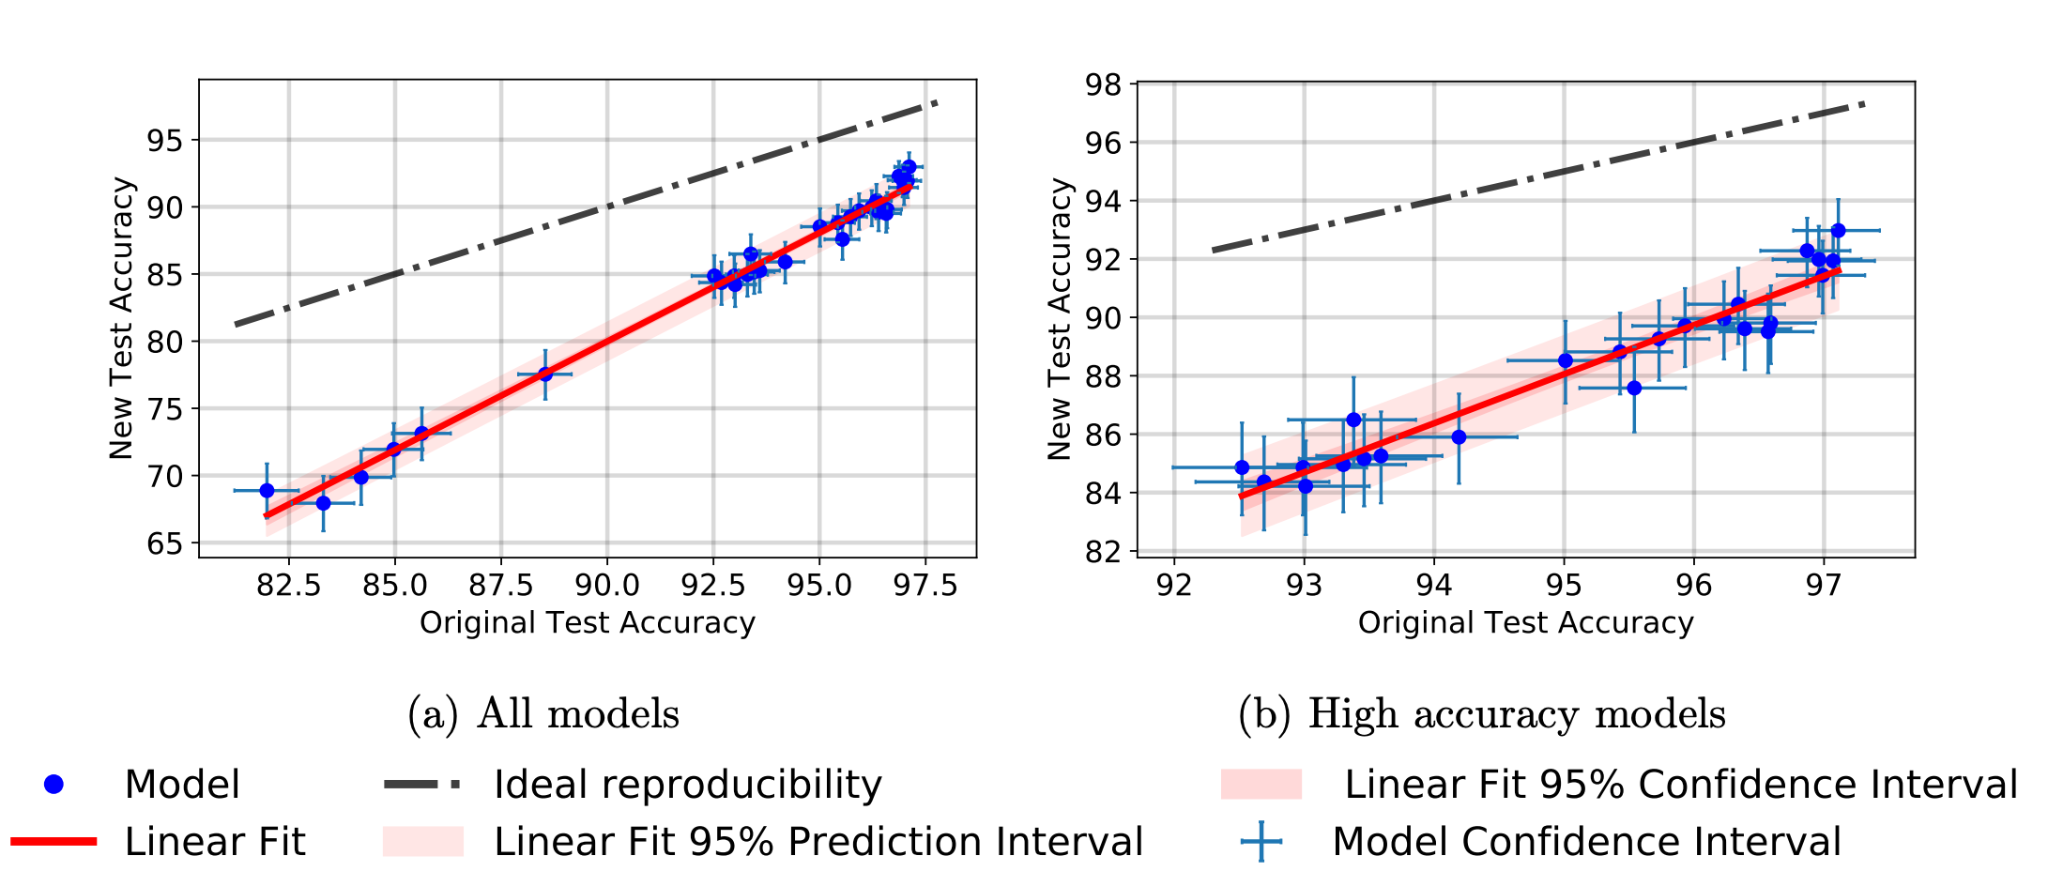 New Test Accuracy
95
90
85
80
75
70
65
82.5 85.0 87.5 90.0 92.5 95.0 97.5
Original Test Accuracy
(a) All models
New Test Accuracy
98
96
94
92
90
88
86
84
82
92 93 94 95 96 97
Original Test Accuracy
(b) High accuracy models
Model
Linear Fit
Ideal reproducibility
Linear Fit 95% Prediction Interval
Linear Fit 95% Confidence Interval
Model Confidence Interval